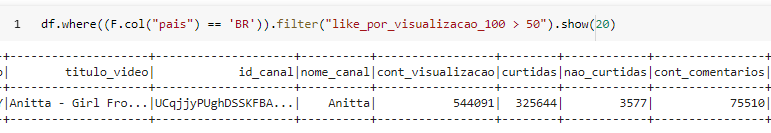 1 df.where((F.col("pais") == 'BR')).filter("like_por_visualizacao_100 > 50").show(20)
-+--------------------+--------------------+----------+-----------------+--------+------------+----------------+
o| titulo_video| id_canal|nome_canal|cont_visualizacao|curtidas|nao_curtidas|cont_comentarios|
-+--------------------+--------------------+----------+-----------------+--------+------------+----------------+
/|Anitta - Girl Fro...|UCqjjyPUghDSSKFBA...| Anitta| 544091| 325644| 3577| 75510|
-+--------------------+--------------------+----------+-----------------+--------+------------+----------------+